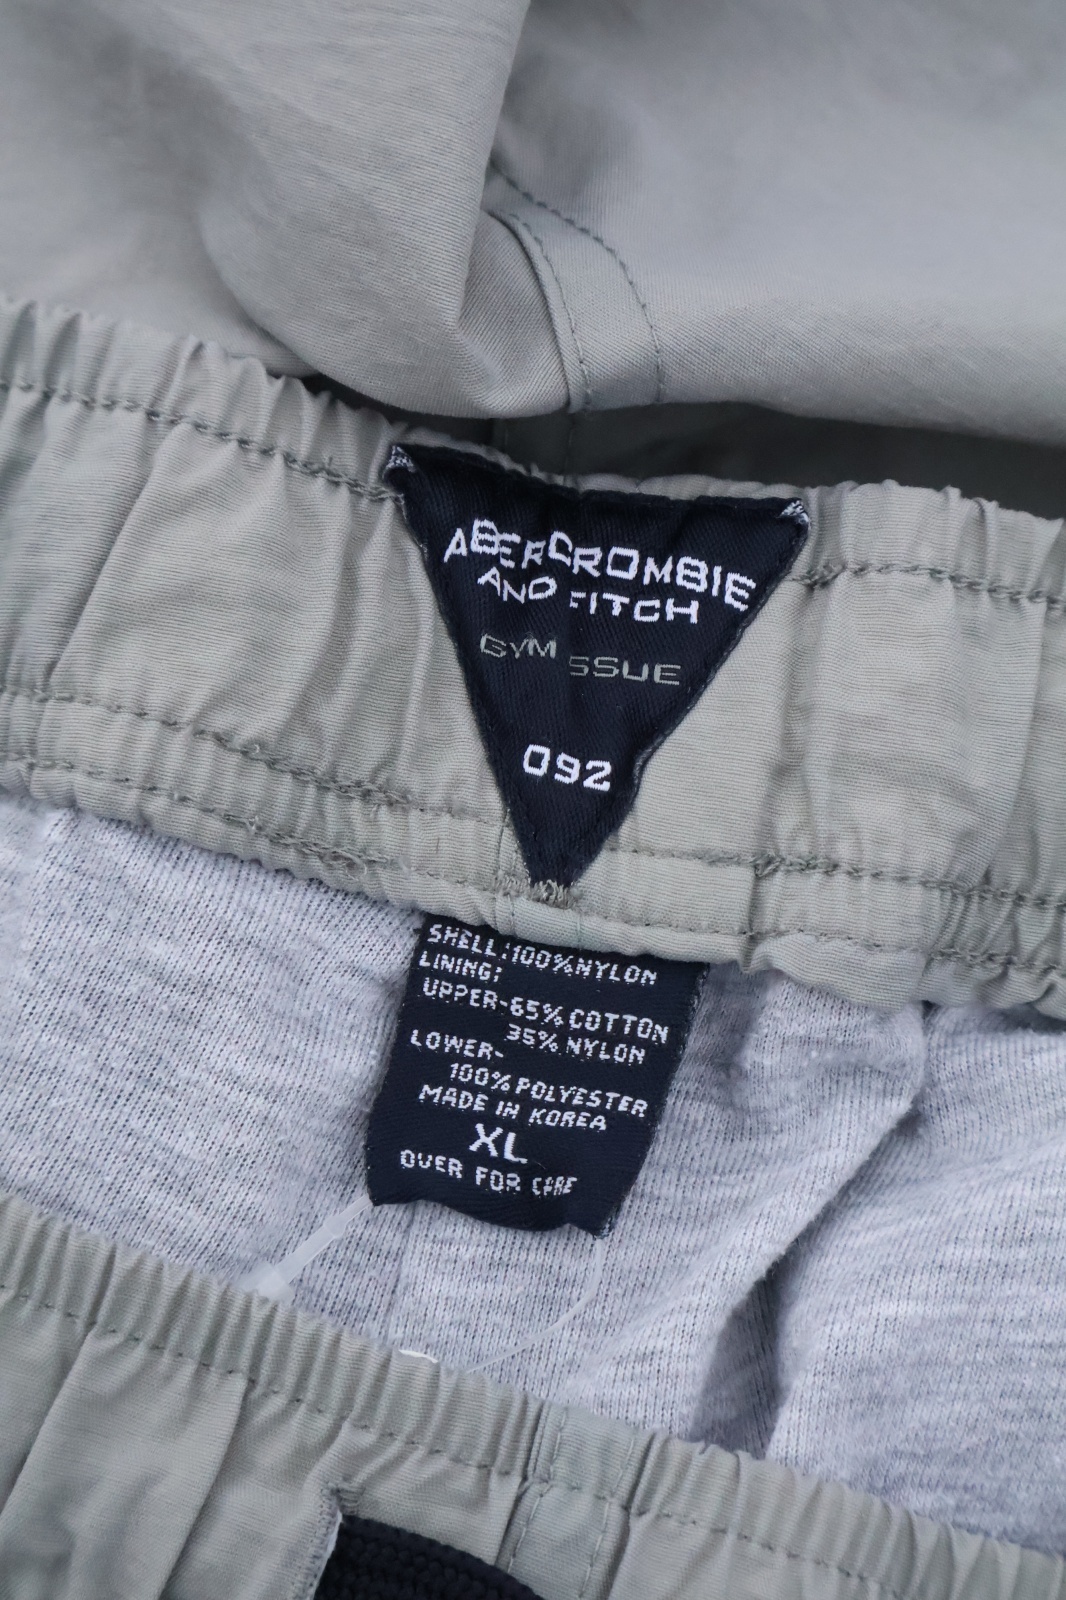 ABERCROMBIE
AND FITCH
GYM ISSUE
092
SHELL:100%NYLON
LINING:
UPPER-65%COTTON
35%NYLON
LOWER-
100%POLYESTER
MADE IN KOREA
XL
OVER FOR CARE